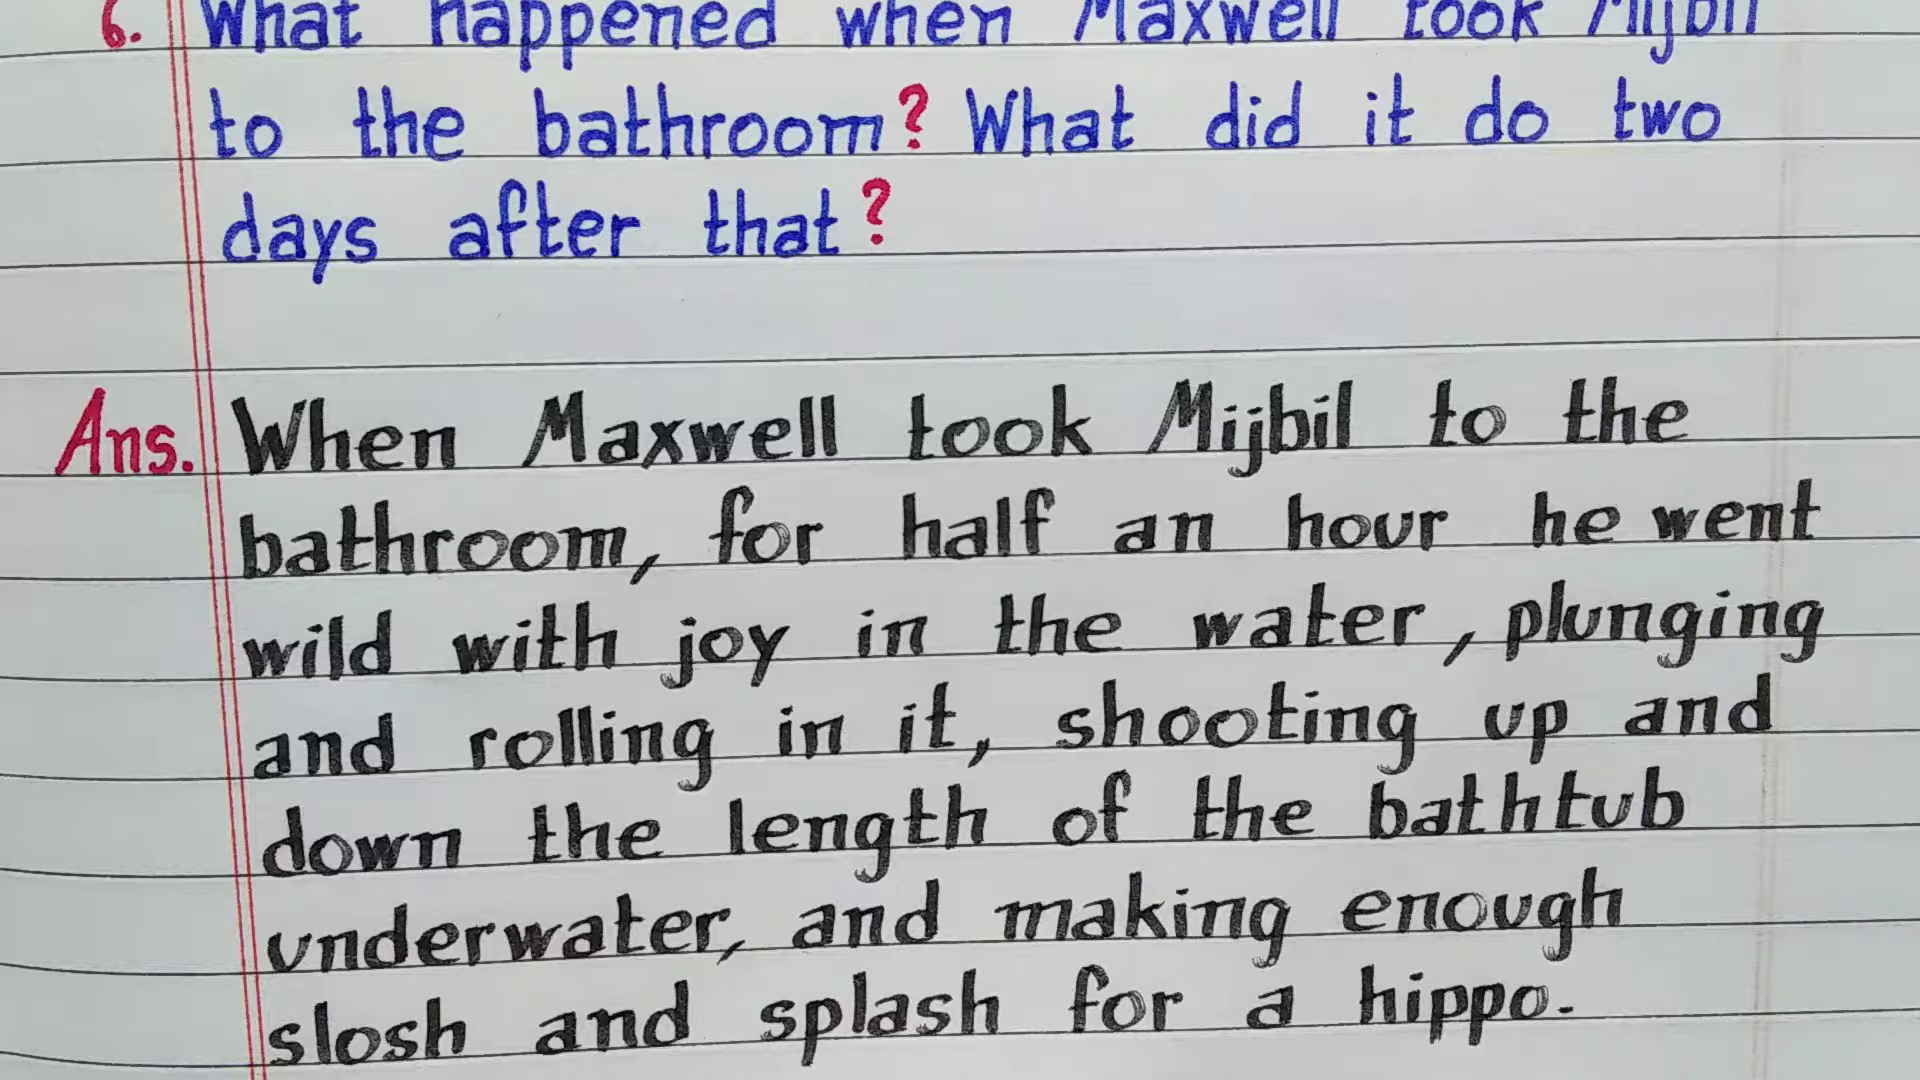 6. What happened when Maxwell took Mijbil
to the bathroom? What did it do two
days after that?
Ans. When Maxwell took Mijbil to the
bathroom, for half an hour he went
wild with joy in the water, plunging
and rolling in it, shooting up and
down the length of the bathtub
underwater, and making enough
slosh and splash for a hippo.